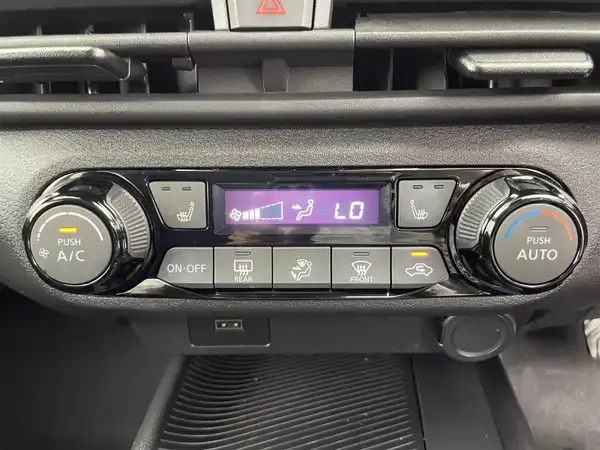 LO
PUSH
A/C
PUSH
AUTO
ON·OFF
REAR
FRONT